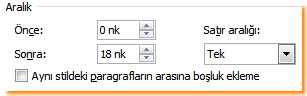 Aralık
Önce: 0 nk Satır aralığı:
Sonra: 18 nk Tek
Aynı stildeki paragrafların arasına boşluk ekleme